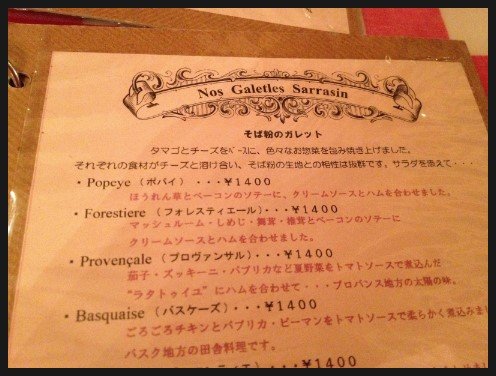 Nos Galetles Sarrasin
そば粉のガレット
タマゴとチーズをﾍﾞｰｽに、色々なお惣菜を包み焼き上げました。
それぞれの食材がチーズと溶け合い、そば粉の生地との相性は抜群です。サラダを添えて・・・
・Popeye（ポパイ）・・・¥1400
ほうれん草とベーコンのソテーに、クリームソースとハムを合わせました。
・Forestiere（フォレスティエール）・・・¥1400
マッシュルーム・しめじ・舞茸・椎茸とベーコンのソテーに
クリームソースとハムを合わせました。
・Provençale（プロヴァンサル）・・・¥1400
茄子・ズッキーニ・パプリカなど夏野菜をトマトソースで煮込んだ
“ラタトゥイユ”にハムを合わせて・・・プロバンス地方の太陽の味。
・Basquaise（バスケーズ）・・・¥1400
ごろごろチキンとパプリカ・ピーマンをトマトソースで柔らかく煮込みま
バスク地方の田舎料理です。